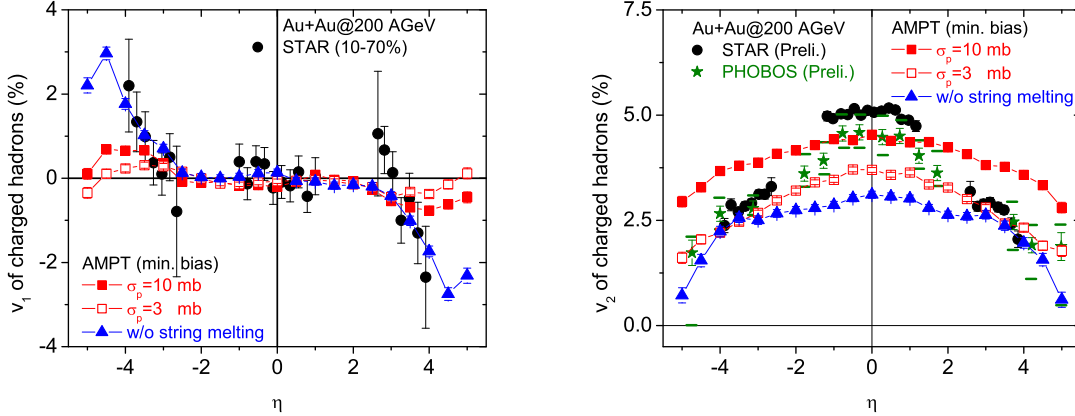 Au+Au@200 AGeV
STAR (10-70%)
v₁ of charged hadrons (%)
4
2
0
-2
-4
AMPT (min. bias)
σₚ=10 mb
σₚ=3 mb
w/o string melting
-4 -2 0 2 4
η
Au+Au@200 AGeV
STAR (Preli.)
PHOBOS (Preli.)
AMPT (min. bias)
σₚ=10 mb
σₚ=3 mb
w/o string melting
v₂ of charged hadrons (%)
7.5
5.0
2.5
0.0
-4 -2 0 2 4
η